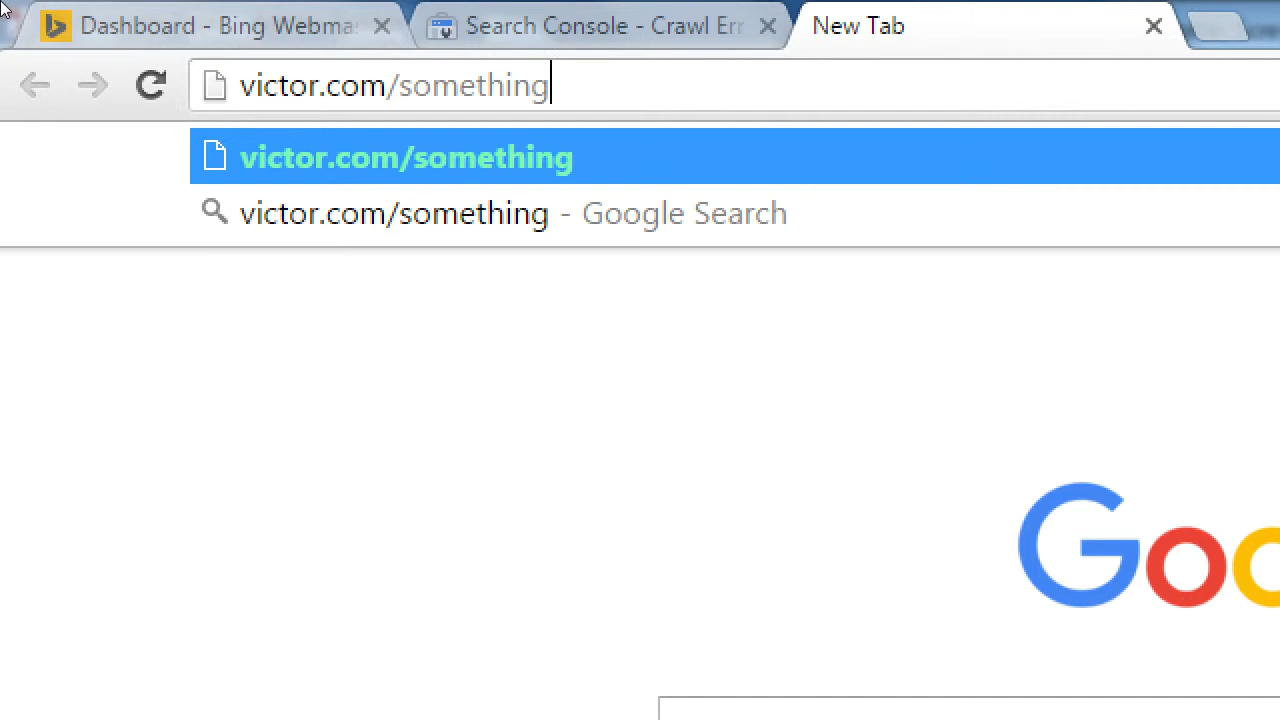 Dashboard - Bing Webma
Search Console - Crawl Err
New Tab
victor.com/something
victor.com/something
victor.com/something - Google Search
Goo